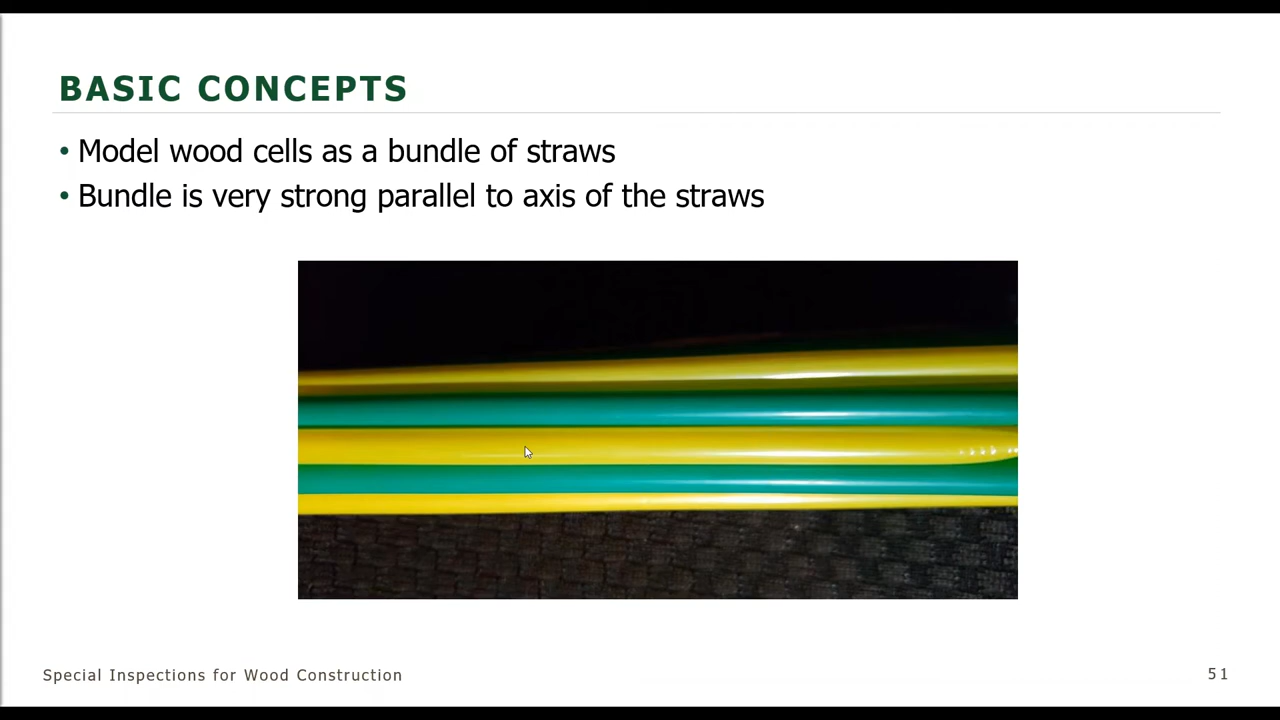 BASIC CONCEPTS
• Model wood cells as a bundle of straws
• Bundle is very strong parallel to axis of the straws
Special Inspections for Wood Construction
51